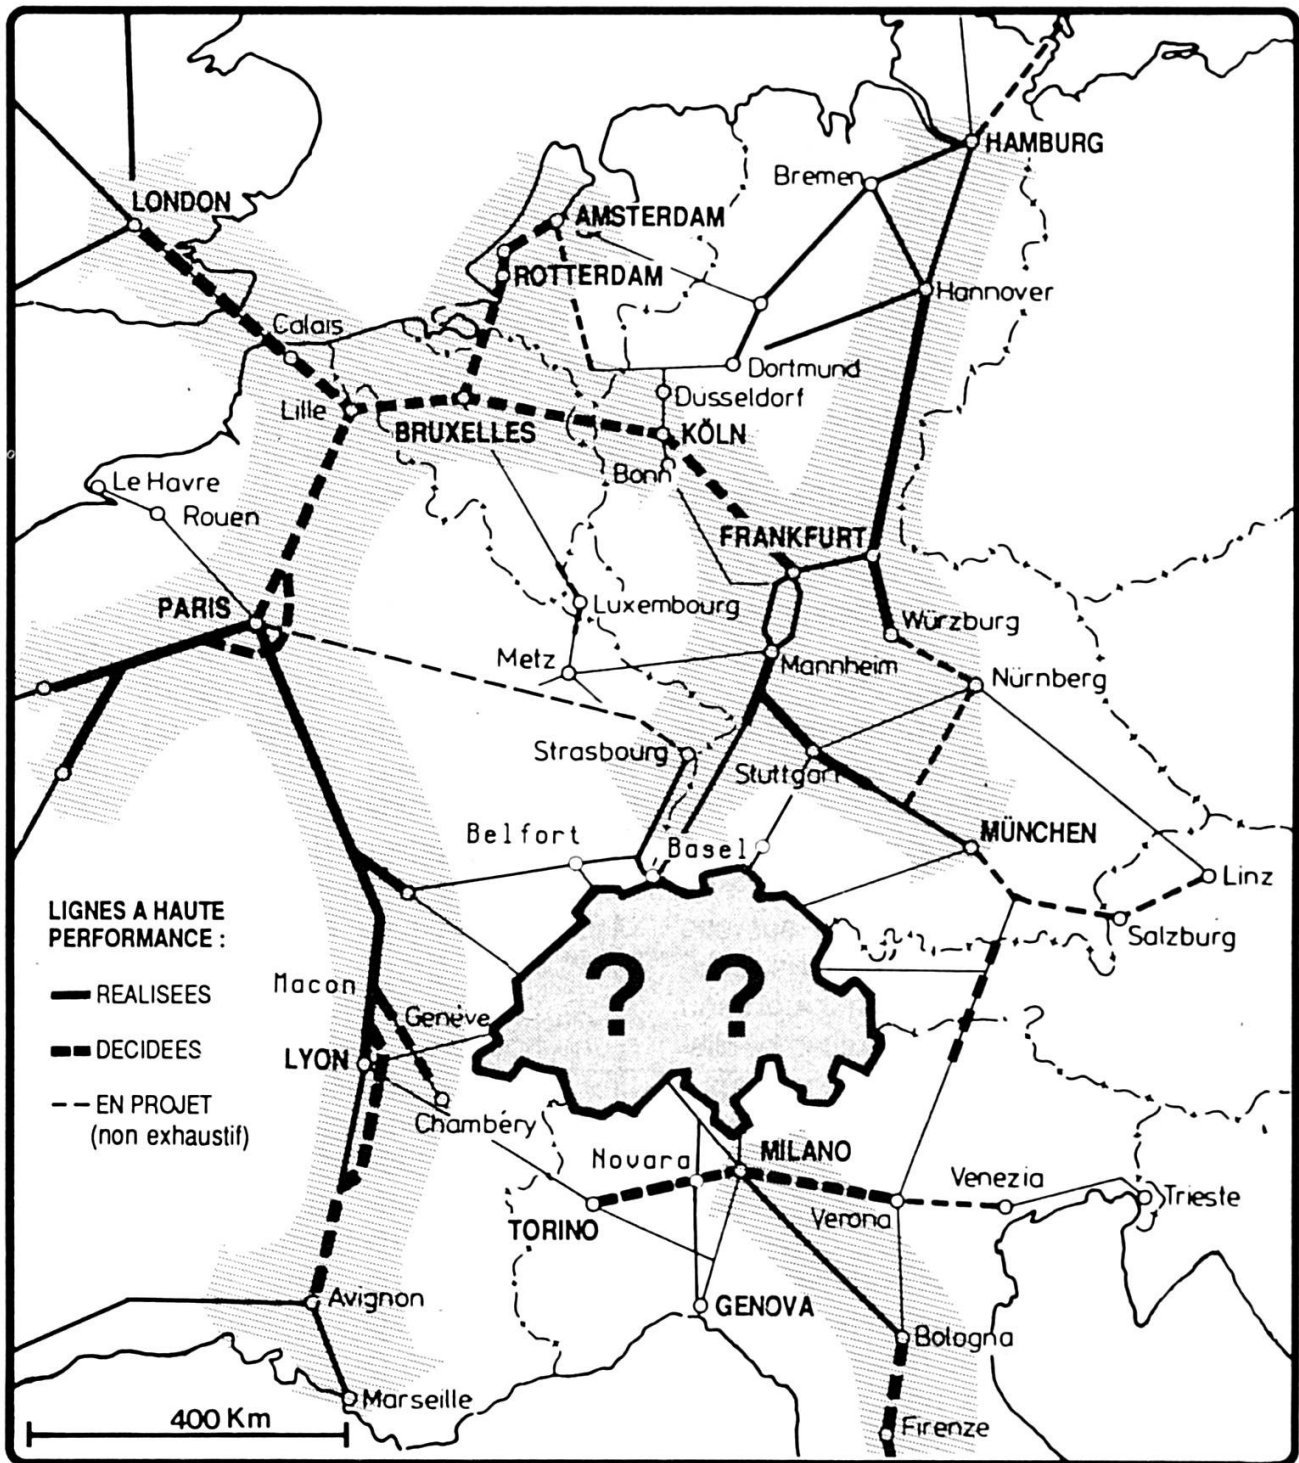 HAMBURG
Bremen
LONDON
AMSTERDAM
ROTTERDAM
Hannover
Calais
Dortmund
Dusseldorf
Lille
BRUXELLES
KÖLN
Bonn
Le Havre
Rouen
FRANKFURT
PARIS
Luxembourg
Würzburg
Metz
Mannheim
Nürnberg
Strasbourg
Stuttgart
Belfort
Basel
MÜNCHEN
Linz
Salzburg
LIGNES A HAUTE
PERFORMANCE :
REALISEES
DECIDEES
EN PROJET
(non exhaustif)
Macon
Genéve
LYON
? ?
Chambéry
Novara
MILANO
Venezia
Trieste
TORINO
Verona
Avignon
GENOVA
Bologna
Marseille
400 Km
Firenze